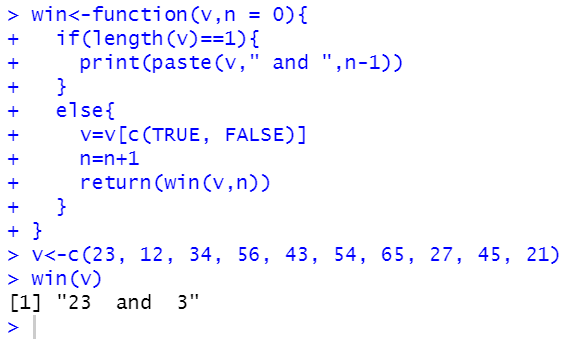 > win<-function(v,n = 0){
+   if(length(v)==1){
+     print(paste(v," and ",n-1))
+   }
+   else{
+     v=v[c(TRUE, FALSE)]
+     n=n+1
+     return(win(v,n))
+   }
+ }
> v<-c(23, 12, 34, 56, 43, 54, 65, 27, 45, 21)
> win(v)
[1] "23  and  3"
>